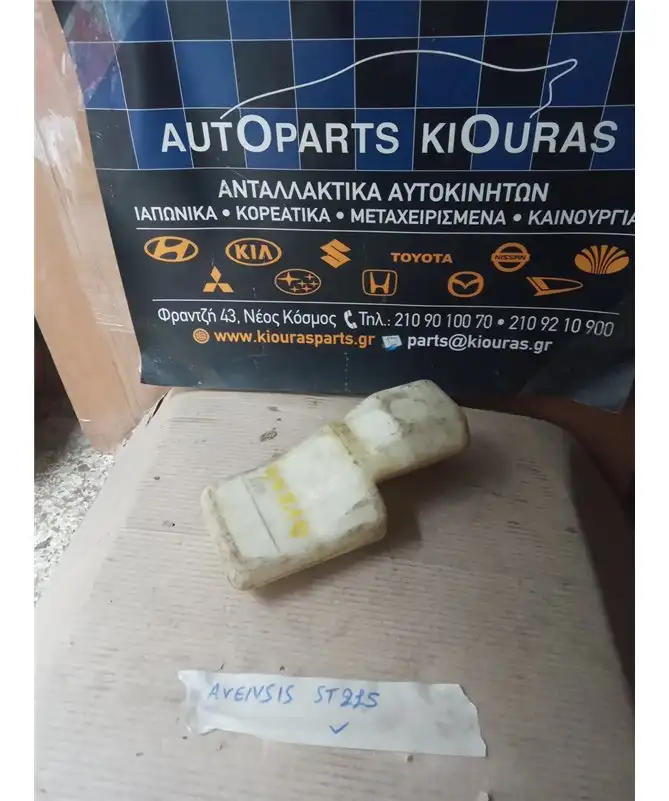 AUTOPARTS KIOURAS
ΑΝΤΑΛΛΑΚΤΙΚΑ ΑΥΤΟΚΙΝΗΤΩΝ
ΙΑΠΩΝΙΚΑ • ΚΟΡΕΑΤΙΚΑ • ΜΕΤΑΧΕΙΡΙΣΜΕΝΑ • ΚΑΙΝΟΥΡΓΙΑ
KIA TOYOTA NISSAN
Φραντζή 43, Νέος Κόσμος Τηλ.: 210 90 100 70 • 210 92 10 900
www.kiourasparts.gr parts@kiouras.gr
AVENSIS ST225